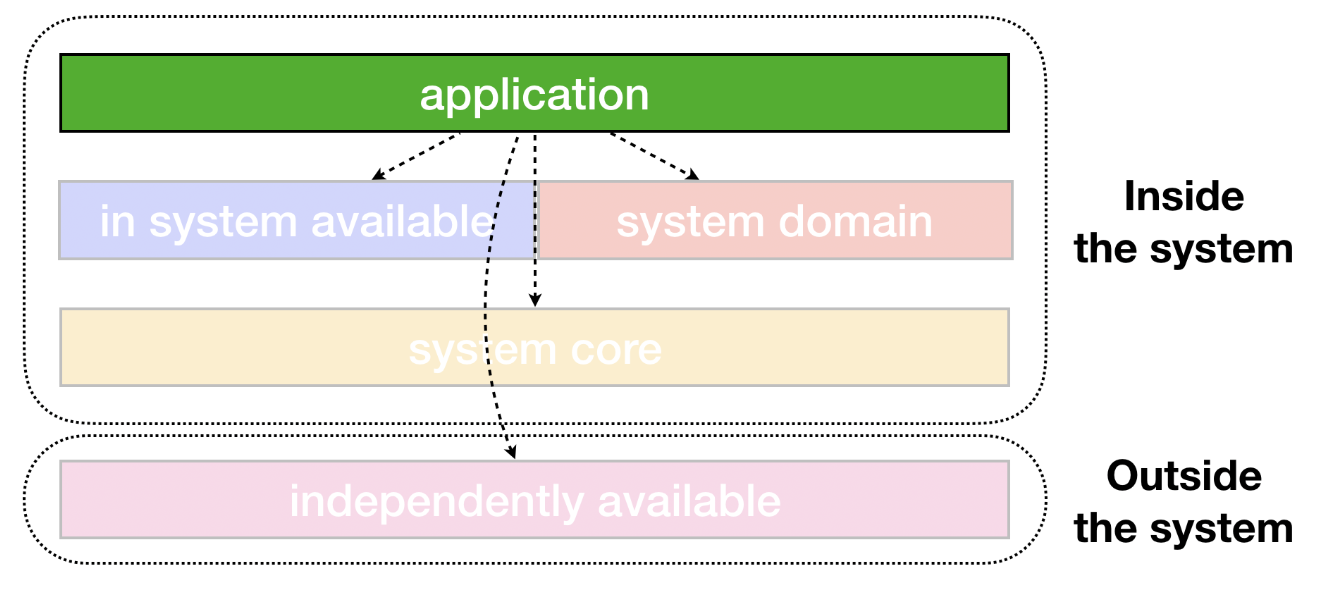 application
in system available
system domain
Inside
the system
system core
independently available
Outside
the system